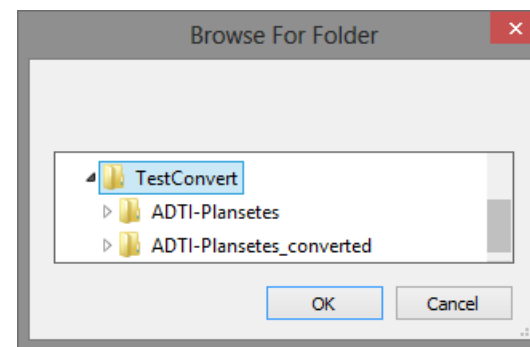 Browse For Folder
TestConvert
ADTI-Plansetes
ADTI-Plansetes_converted
OK
Cancel